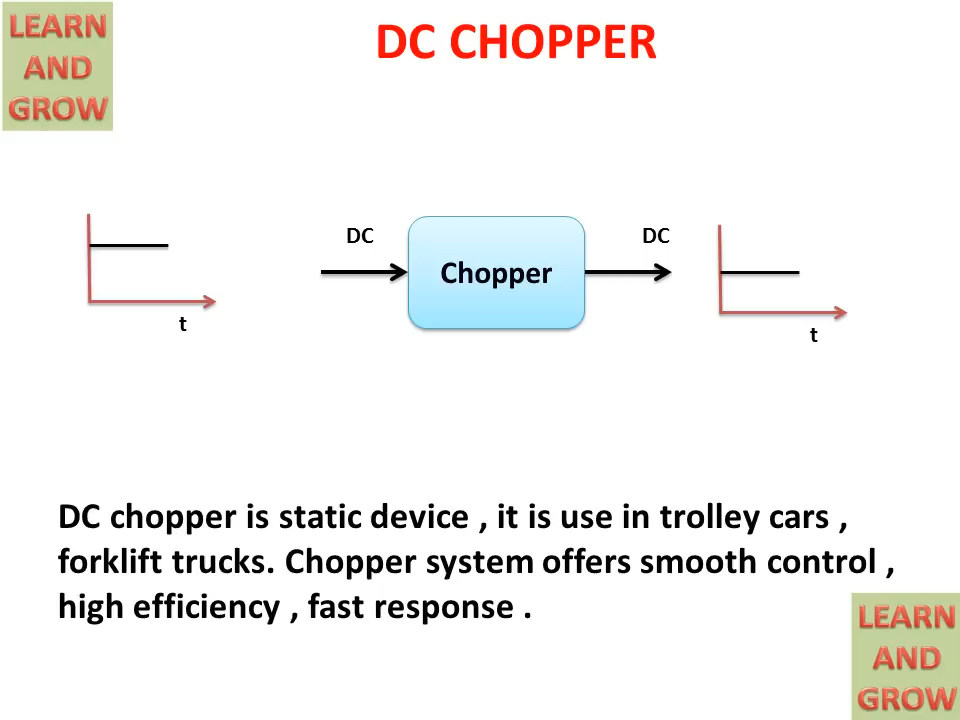 LEARN
AND
GROW
DC CHOPPER
DC
Chopper
DC
t
t
DC chopper is static device , it is use in trolley cars ,
forklift trucks. Chopper system offers smooth control ,
high efficiency , fast response .
LEARN
AND
GROW